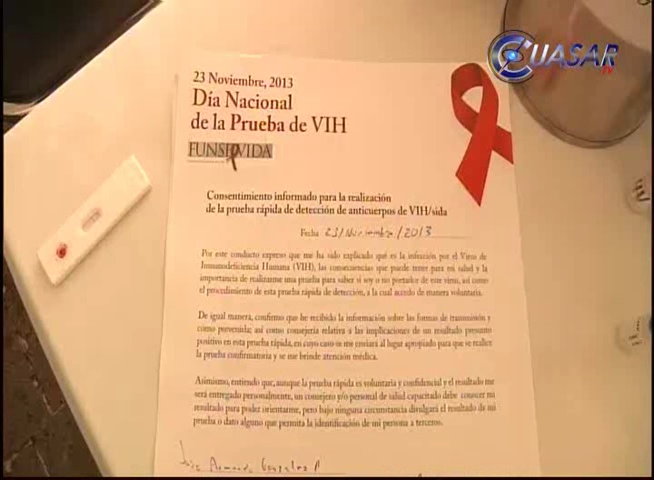 CUASAR
TV
23 Noviembre, 2013
Día Nacional
de la Prueba de VIH
FUNSERVIDA
Consentimiento informado para la realización
de la prueba rápida de detección de anticuerpos de VIH/sida
Fecha 23/Noviembre/2013
Por este conducto expreso que me ha sido explicado qué es la infección por el Virus de
Inmunodeficiencia Humana (VIH), las consecuencias que puede tener para mi salud y la
importancia de realizarme una prueba para saber si soy o no portador de este virus, así como
el procedimiento de esta prueba rápida de detección, a la cual accedo de manera voluntaria.
De igual manera, confirmo que he recibido la información sobre las formas de transmisión y
cómo prevenirla; así como consejería relativa a las implicaciones de un resultado presunto
positivo en esta prueba rápida, en cuyo caso se me enviará al lugar apropiado para que se realice
la prueba confirmatoria y se me brinde atención médica.
Asimismo, entiendo que, aunque la prueba rápida es voluntaria y confidencial y el resultado me
será entregado personalmente, un consejero y/o personal de salud capacitado debe conocer mi
resultado para poder orientarme, pero bajo ninguna circunstancia divulgará el resultado de mi
prueba o dato alguno que permita la identificación de mi persona a terceros.
Armando Gonzalez